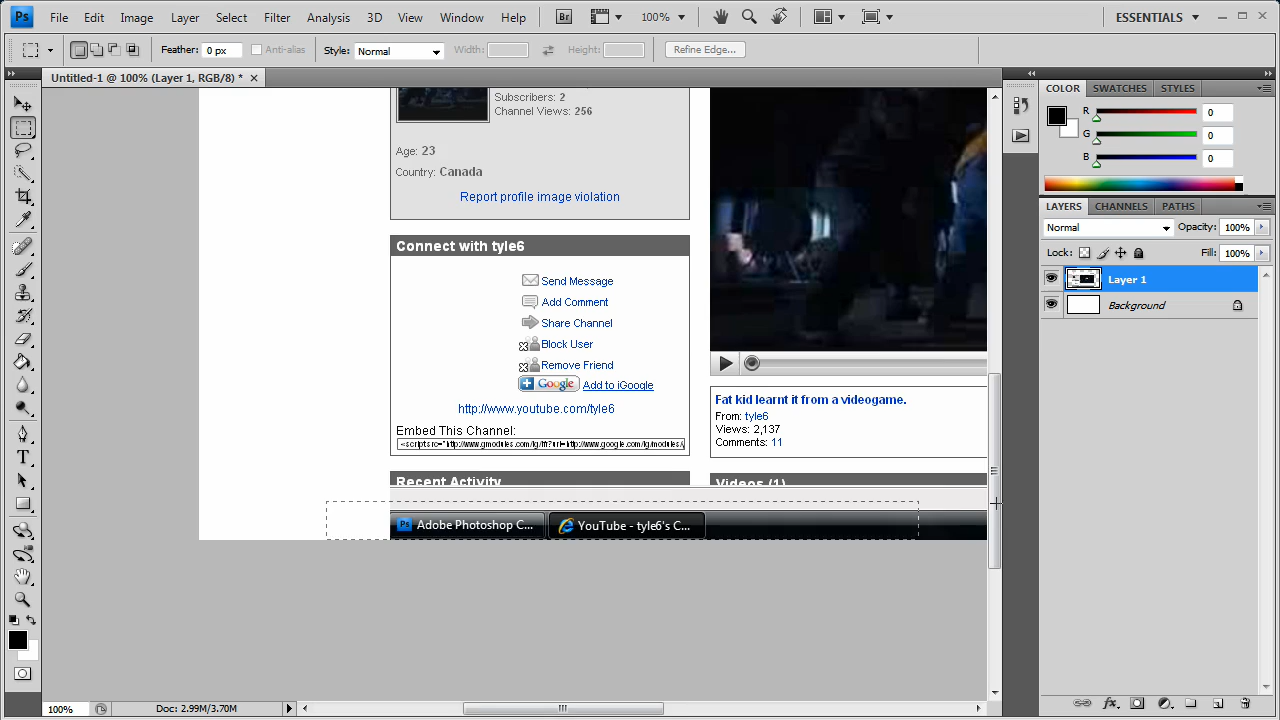 Ps File Edit Image Layer Select Filter Analysis 3D View Window Help Br 100% ESSENTIALS
Feather: 0 px Anti-alias Style: Normal Width: Height: Refine Edge...
Untitled-1 @ 100% (Layer 1, RGB/8) *
Subscribers: 2
Channel Views: 256
Age: 23
Country: Canada
Report profile image violation
Connect with tyle6
Send Message
Add Comment
Share Channel
Block User
Remove Friend
Google Add to iGoogle
http://www.youtube.com/tyle6
Embed This Channel:
Recent Activity
Fat kid learnt it from a videogame.
From: tyle6
Views: 2,137
Comments: 11
Videos (1)
Ps Adobe Photoshop C...
YouTube - tyle6's C...
COLOR SWATCHES STYLES
R 0
G 0
B 0
LAYERS CHANNELS PATHS
Normal Opacity: 100%
Lock: Fill: 100%
Layer 1
Background
T
100% Doc: 2.99M/3.70M
fx